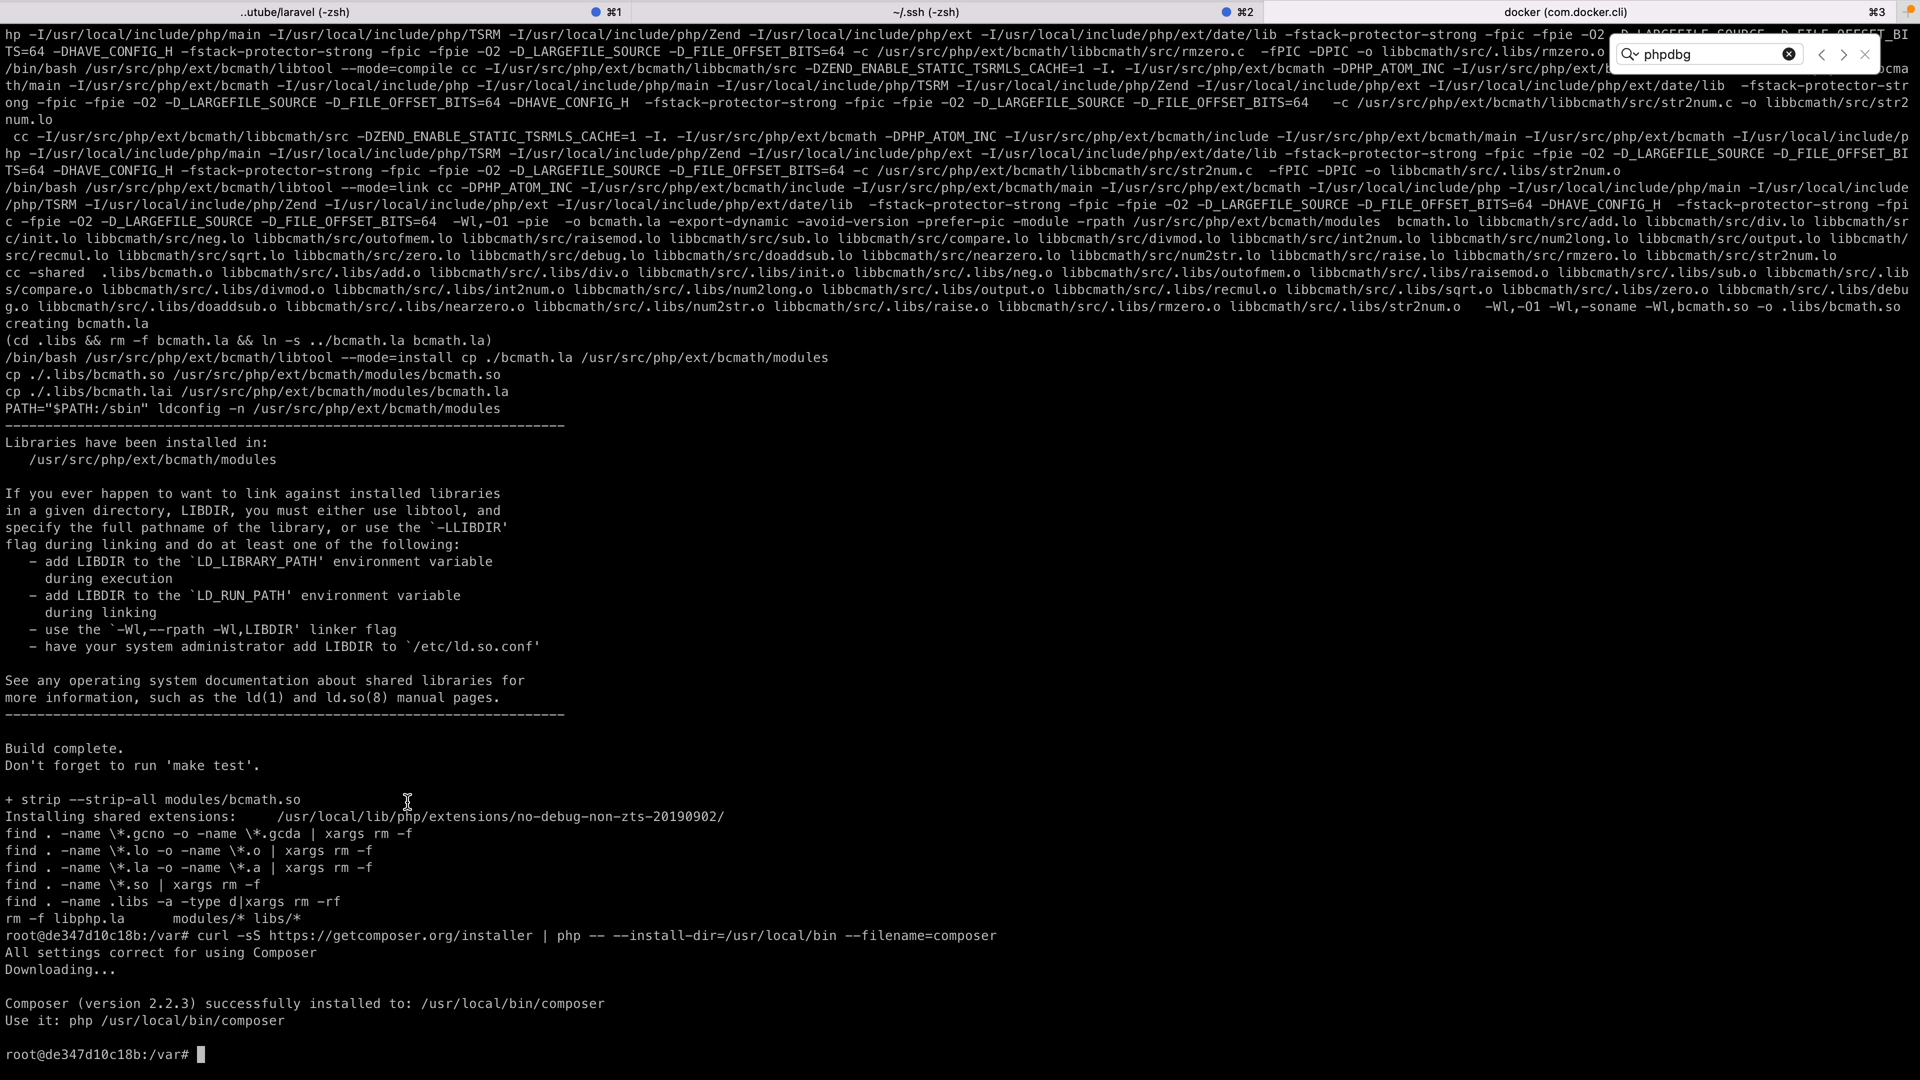 ..utube/laravel (-zsh) ⌘1 ~/.ssh (-zsh) ⌘2 docker (com.docker.cli) ⌘3
phpdbg
hp -I/usr/local/include/php/main -I/usr/local/include/php/TSRM -I/usr/local/include/php/Zend -I/usr/local/include/php/ext -I/usr/local/include/php/ext/date/lib -fstack-protector-strong -fpic -fpie -O2 -D_LARGEFILE_SOURCE -D_FILE_OFFSET_BI
TS=64 -DHAVE_CONFIG_H -fstack-protector-strong -fpic -fpie -O2 -D_LARGEFILE_SOURCE -D_FILE_OFFSET_BITS=64 -c /usr/src/php/ext/bcmath/libbcmath/src/rmzero.c  -fPIC -DPIC -o libbcmath/src/.libs/rmzero.o
/bin/bash /usr/src/php/ext/bcmath/libtool --mode=compile cc -I/usr/src/php/ext/bcmath/libbcmath/src -DZEND_ENABLE_STATIC_TSRMLS_CACHE=1 -I. -I/usr/src/php/ext/bcmath -DPHP_ATOM_INC -I/usr/src/php/ext/bcmath/include
ath/main -I/usr/src/php/ext/bcmath -I/usr/local/include/php -I/usr/local/include/php/main -I/usr/local/include/php/TSRM -I/usr/local/include/php/Zend -I/usr/local/include/php/ext -I/usr/local/include/php/ext/date/lib  -fstack-protector-str
ong -fpic -fpie -O2 -D_LARGEFILE_SOURCE -D_FILE_OFFSET_BITS=64 -DHAVE_CONFIG_H  -fstack-protector-strong -fpic -fpie -O2 -D_LARGEFILE_SOURCE -D_FILE_OFFSET_BITS=64   -c /usr/src/php/ext/bcmath/libbcmath/src/str2num.c -o libbcmath/src/str2
num.lo
 cc -I/usr/src/php/ext/bcmath/libbcmath/src -DZEND_ENABLE_STATIC_TSRMLS_CACHE=1 -I. -I/usr/src/php/ext/bcmath -DPHP_ATOM_INC -I/usr/src/php/ext/bcmath/include -I/usr/src/php/ext/bcmath/main -I/usr/src/php/ext/bcmath -I/usr/local/include/p
hp -I/usr/local/include/php/main -I/usr/local/include/php/TSRM -I/usr/local/include/php/Zend -I/usr/local/include/php/ext -I/usr/local/include/php/ext/date/lib -fstack-protector-strong -fpic -fpie -O2 -D_LARGEFILE_SOURCE -D_FILE_OFFSET_BI
TS=64 -DHAVE_CONFIG_H -fstack-protector-strong -fpic -fpie -O2 -D_LARGEFILE_SOURCE -D_FILE_OFFSET_BITS=64 -c /usr/src/php/ext/bcmath/libbcmath/src/str2num.c  -fPIC -DPIC -o libbcmath/src/.libs/str2num.o
/bin/bash /usr/src/php/ext/bcmath/libtool --mode=link cc -DPHP_ATOM_INC -I/usr/src/php/ext/bcmath/include -I/usr/src/php/ext/bcmath/main -I/usr/src/php/ext/bcmath -I/usr/local/include/php -I/usr/local/include/php/main -I/usr/local/include
/php/TSRM -I/usr/local/include/php/Zend -I/usr/local/include/php/ext -I/usr/local/include/php/ext/date/lib  -fstack-protector-strong -fpic -fpie -O2 -D_LARGEFILE_SOURCE -D_FILE_OFFSET_BITS=64 -DHAVE_CONFIG_H  -fstack-protector-strong -fpi
c -fpie -O2 -D_LARGEFILE_SOURCE -D_FILE_OFFSET_BITS=64  -Wl,-O1 -pie  -o bcmath.la -export-dynamic -avoid-version -prefer-pic -module -rpath /usr/src/php/ext/bcmath/modules  bcmath.lo libbcmath/src/add.lo libbcmath/src/div.lo libbcmath/sr
c/init.lo libbcmath/src/neg.lo libbcmath/src/outofmem.lo libbcmath/src/raisemod.lo libbcmath/src/sub.lo libbcmath/src/compare.lo libbcmath/src/divmod.lo libbcmath/src/int2num.lo libbcmath/src/num2long.lo libbcmath/src/output.lo libbcmath/
src/recmul.lo libbcmath/src/sqrt.lo libbcmath/src/zero.lo libbcmath/src/debug.lo libbcmath/src/doaddsub.lo libbcmath/src/nearzero.lo libbcmath/src/num2str.lo libbcmath/src/raise.lo libbcmath/src/rmzero.lo libbcmath/src/str2num.lo
cc -shared  .libs/bcmath.o libbcmath/src/.libs/add.o libbcmath/src/.libs/div.o libbcmath/src/.libs/init.o libbcmath/src/.libs/neg.o libbcmath/src/.libs/outofmem.o libbcmath/src/.libs/raisemod.o libbcmath/src/.libs/sub.o libbcmath/src/.lib
s/compare.o libbcmath/src/.libs/divmod.o libbcmath/src/.libs/int2num.o libbcmath/src/.libs/num2long.o libbcmath/src/.libs/output.o libbcmath/src/.libs/recmul.o libbcmath/src/.libs/sqrt.o libbcmath/src/.libs/zero.o libbcmath/src/.libs/debu
g.o libbcmath/src/.libs/doaddsub.o libbcmath/src/.libs/nearzero.o libbcmath/src/.libs/num2str.o libbcmath/src/.libs/raise.o libbcmath/src/.libs/rmzero.o libbcmath/src/.libs/str2num.o   -Wl,-O1 -Wl,-soname -Wl,bcmath.so -o .libs/bcmath.so
creating bcmath.la
(cd .libs && rm -f bcmath.la && ln -s ../bcmath.la bcmath.la)
/bin/bash /usr/src/php/ext/bcmath/libtool --mode=install cp ./bcmath.la /usr/src/php/ext/bcmath/modules
cp ./.libs/bcmath.so /usr/src/php/ext/bcmath/modules/bcmath.so
cp ./.libs/bcmath.lai /usr/src/php/ext/bcmath/modules/bcmath.la
PATH="$PATH:/sbin" ldconfig -n /usr/src/php/ext/bcmath/modules
----------------------------------------------------------------------
Libraries have been installed in:
   /usr/src/php/ext/bcmath/modules
If you ever happen to want to link against installed libraries
in a given directory, LIBDIR, you must either use libtool, and
specify the full pathname of the library, or use the `-LLIBDIR'
flag during linking and do at least one of the following:
   - add LIBDIR to the `LD_LIBRARY_PATH' environment variable
     during execution
   - add LIBDIR to the `LD_RUN_PATH' environment variable
     during linking
   - use the `-Wl,--rpath -Wl,LIBDIR' linker flag
   - have your system administrator add LIBDIR to `/etc/ld.so.conf'
See any operating system documentation about shared libraries for
more information, such as the ld(1) and ld.so(8) manual pages.
----------------------------------------------------------------------
Build complete.
Don't forget to run 'make test'.
+ strip --strip-all modules/bcmath.so
Installing shared extensions:     /usr/local/lib/php/extensions/no-debug-non-zts-20190902/
find . -name \*.gcno -o -name \*.gcda | xargs rm -f
find . -name \*.lo -o -name \*.o | xargs rm -f
find . -name \*.la -o -name \*.a | xargs rm -f
find . -name \*.so | xargs rm -f
find . -name .libs -a -type d|xargs rm -rf
rm -f libphp.la      modules/* libs/*
root@de347d10c18b:/var# curl -sS https://getcomposer.org/installer | php -- --install-dir=/usr/local/bin --filename=composer
All settings correct for using Composer
Downloading...
Composer (version 2.2.3) successfully installed to: /usr/local/bin/composer
Use it: php /usr/local/bin/composer
root@de347d10c18b:/var#